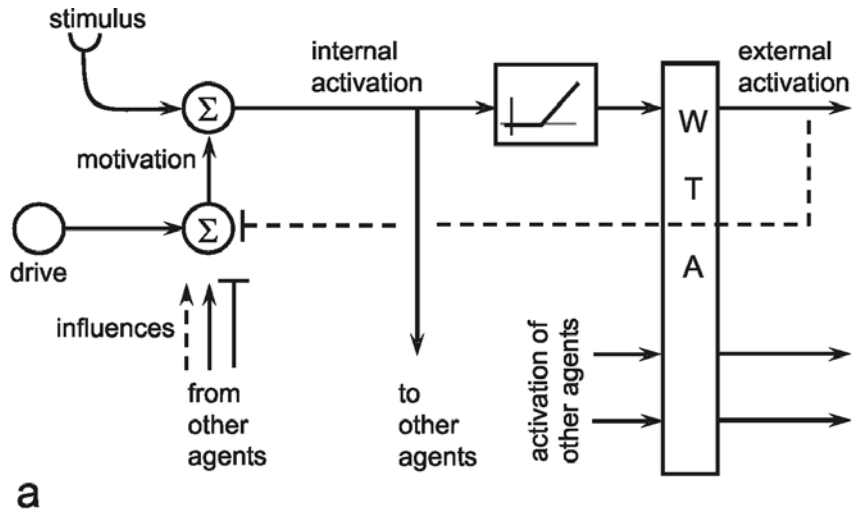 stimulus
internal
activation
external
activation
Σ
motivation
Σ
drive
W
T
A
influences
from
other
agents
to
other
agents
activation of
other agents
a